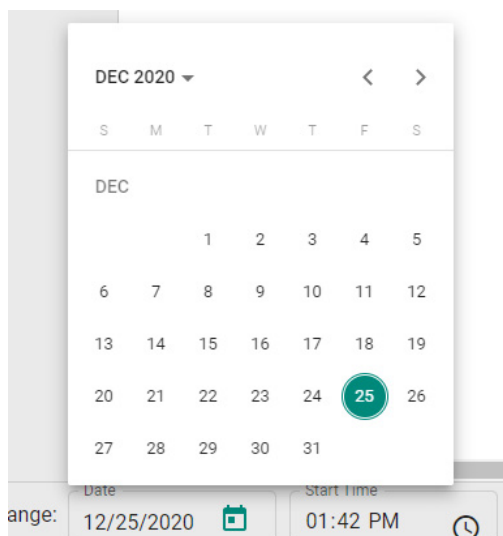 DEC 2020
S M T W T F S
DEC
1 2 3 4 5
6 7 8 9 10 11 12
13 14 15 16 17 18 19
20 21 22 23 24 25 26
27 28 29 30 31
Date Start Time
ange: 12/25/2020 01:42 PM